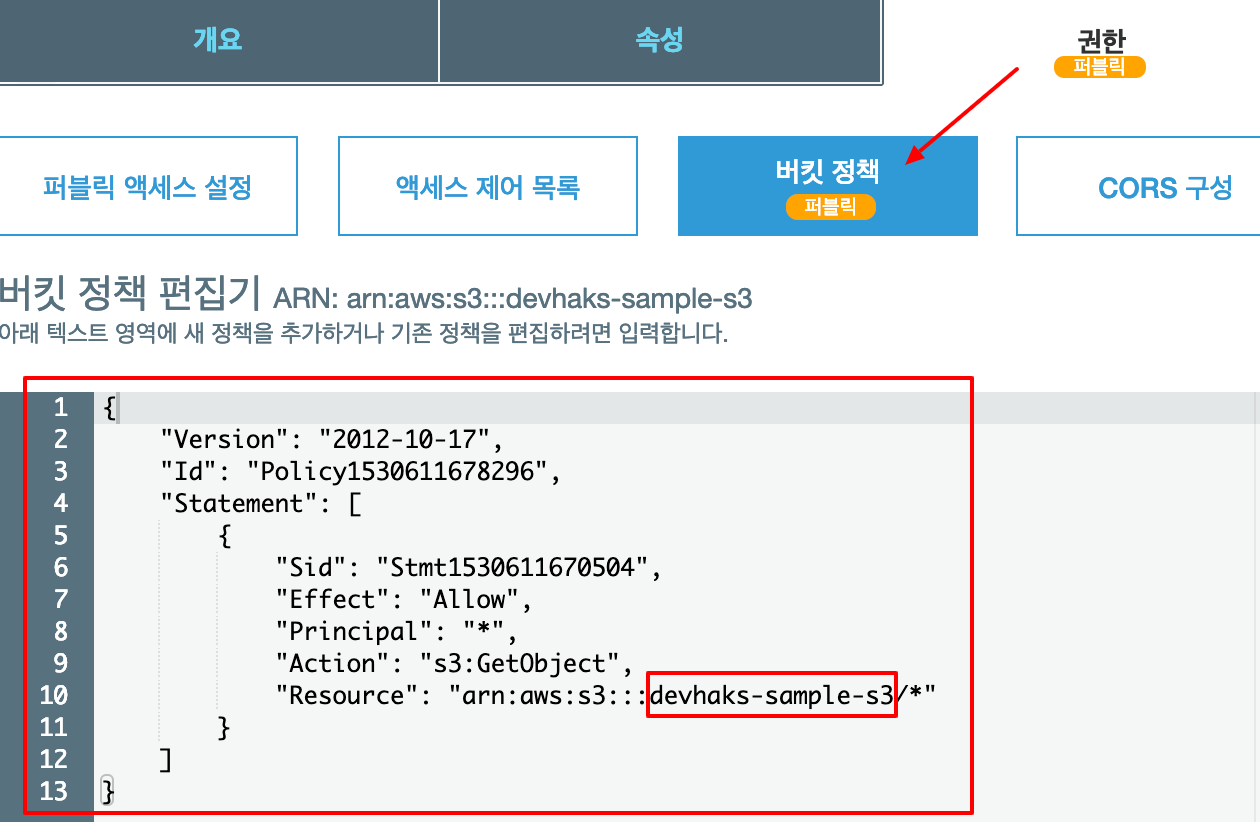 개요
속성
권한
퍼블릭
퍼블릭 액세스 설정
액세스 제어 목록
버킷 정책
퍼블릭
CORS 구성
버킷 정책 편집기 ARN: arn:aws:s3:::devhaks-sample-s3
아래 텍스트 영역에 새 정책을 추가하거나 기존 정책을 편집하려면 입력합니다.
1 {
2 "Version": "2012-10-17",
3 "Id": "Policy1530611678296",
4 "Statement": [
5 {
6 "Sid": "Stmt1530611670504",
7 "Effect": "Allow",
8 "Principal": "*",
9 "Action": "s3:GetObject",
10 "Resource": "arn:aws:s3:::devhaks-sample-s3/*"
11 }
12 ]
13 }